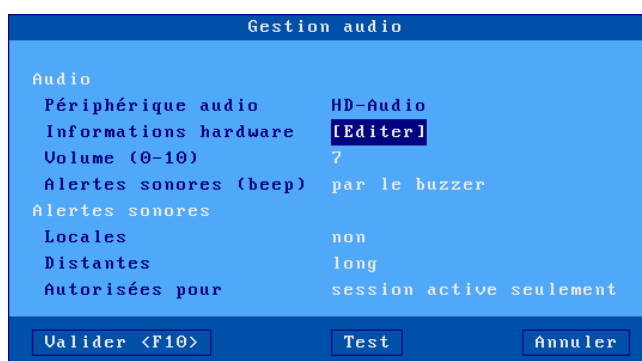 Gestion audio
Audio
Périphérique audio HD-Audio
Informations hardware [Editer]
Volume (0-10) 7
Alertes sonores (beep) par le buzzer
Alertes sonores
Locales non
Distantes long
Autorisées pour session active seulement
Valider <F10> Test Annuler